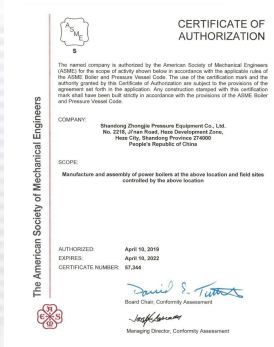 ASME
S
CERTIFICATE OF
AUTHORIZATION
The named company is authorized by the American Society of Mechanical Engineers
(ASME) for the scope of activity shown below in accordance with the applicable rules of
the ASME Boiler and Pressure Vessel Code. The use of the certification mark and the
authority granted by this Certificate of Authorization are subject to the provisions of the
agreement set forth in the application. Any construction stamped with this certification
mark shall have been built strictly in accordance with the provisions of the ASME Boiler
and Pressure Vessel Code.
COMPANY:
Shandong Zhongjie Pressure Equipment Co., Ltd.
No. 2218, Ji'nan Road, Heze Development Zone,
Heze City, Shandong Province 274000
People's Republic of China
SCOPE:
Manufacture and assembly of power boilers at the above location and field sites
controlled by the above location
AUTHORIZED: April 10, 2019
EXPIRES: April 10, 2022
CERTIFICATE NUMBER: 57,344
Board Chair, Conformity Assessment
Managing Director, Conformity Assessment
The American Society of Mechanical Engineers